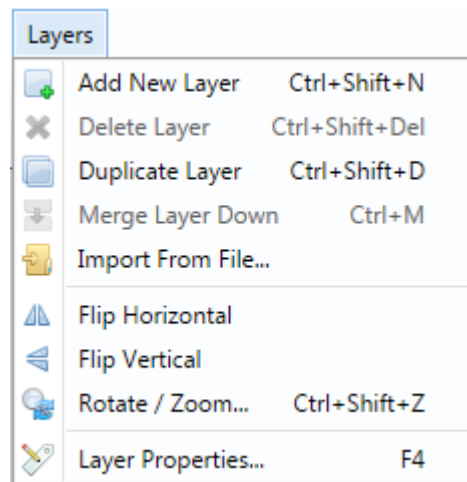 Layers
Add New Layer Ctrl+Shift+N
Delete Layer Ctrl+Shift+Del
Duplicate Layer Ctrl+Shift+D
Merge Layer Down Ctrl+M
Import From File...
Flip Horizontal
Flip Vertical
Rotate / Zoom... Ctrl+Shift+Z
Layer Properties... F4